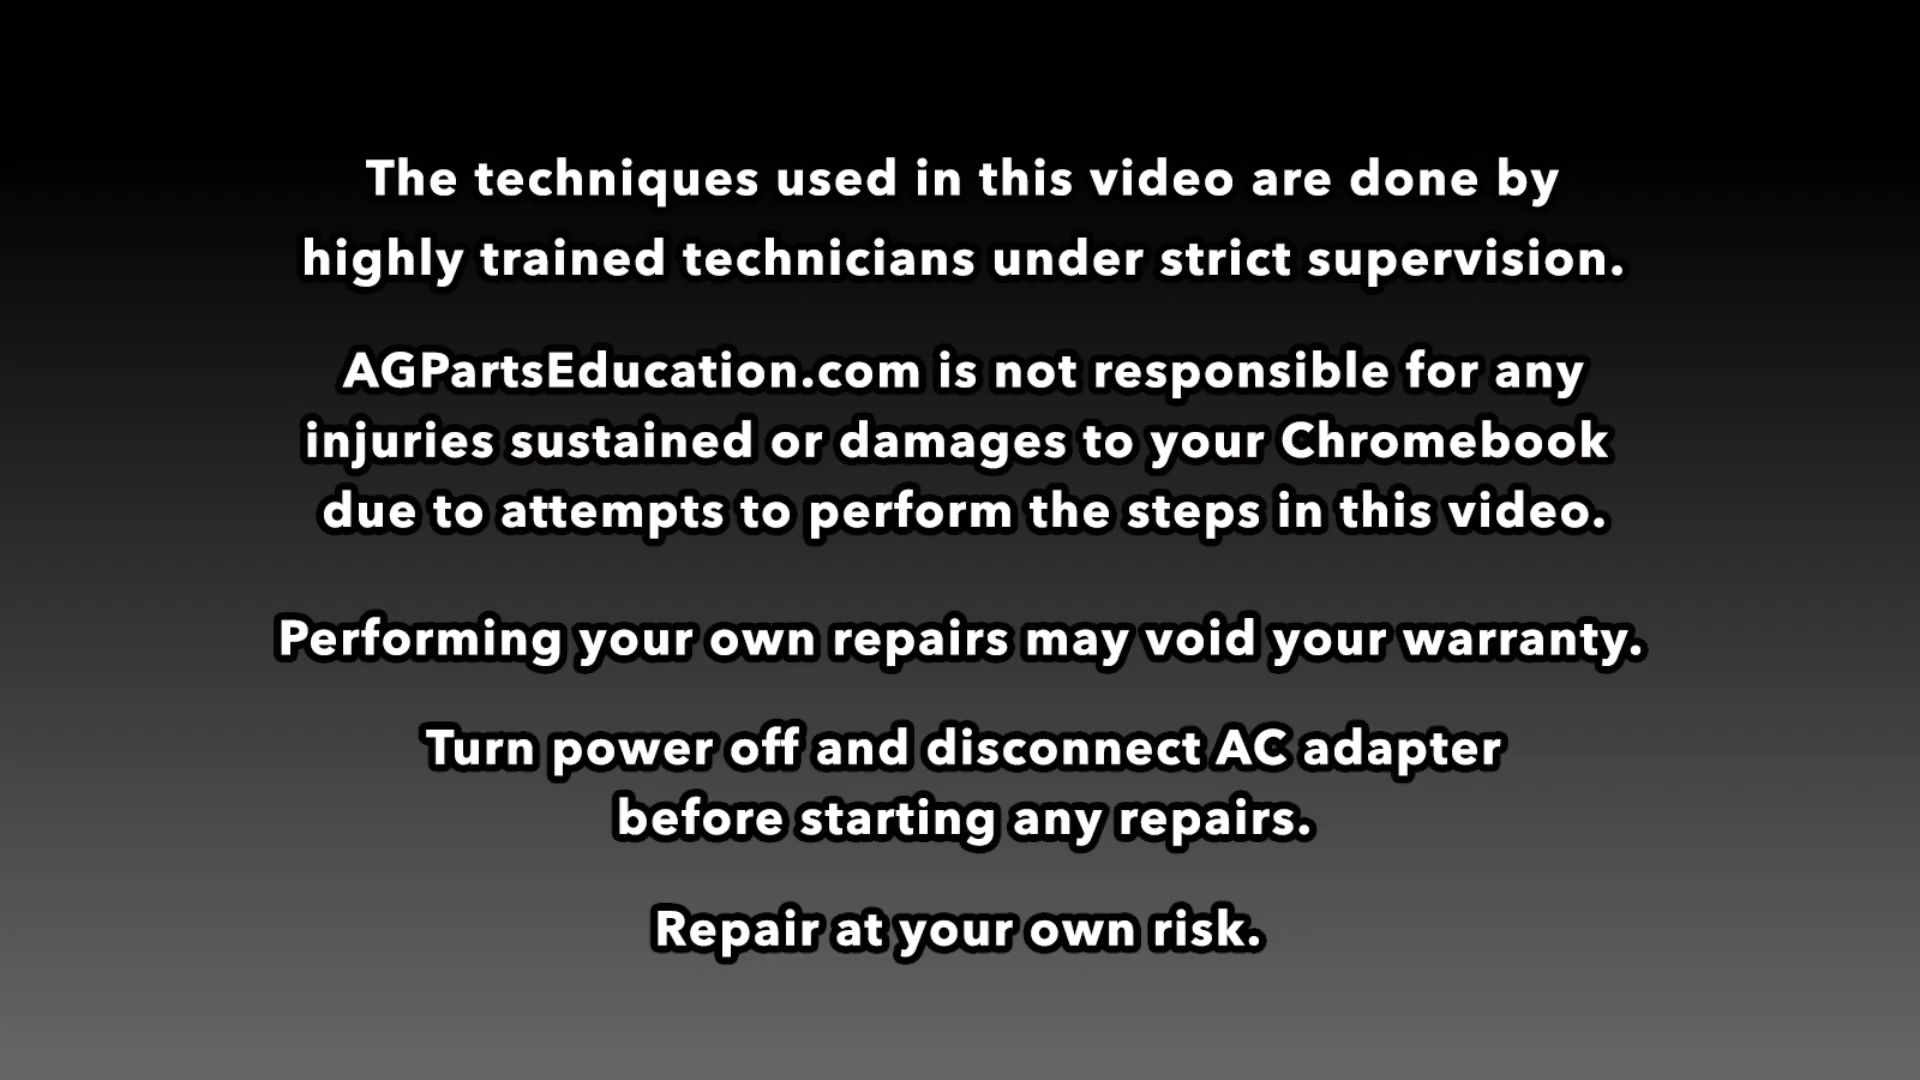 The techniques used in this video are done by
highly trained technicians under strict supervision.
AGPartsEducation.com is not responsible for any
injuries sustained or damages to your Chromebook
due to attempts to perform the steps in this video.
Performing your own repairs may void your warranty.
Turn power off and disconnect AC adapter
before starting any repairs.
Repair at your own risk.